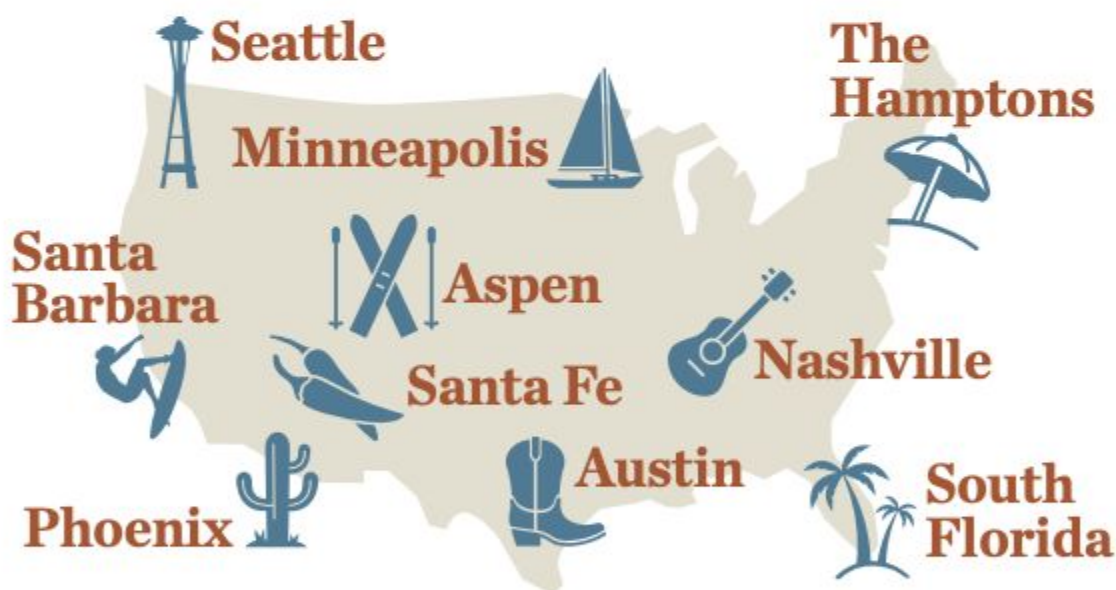 Seattle
The
Hamptons
Minneapolis
Santa
Barbara
Aspen
Nashville
Santa Fe
Austin
South
Florida
Phoenix